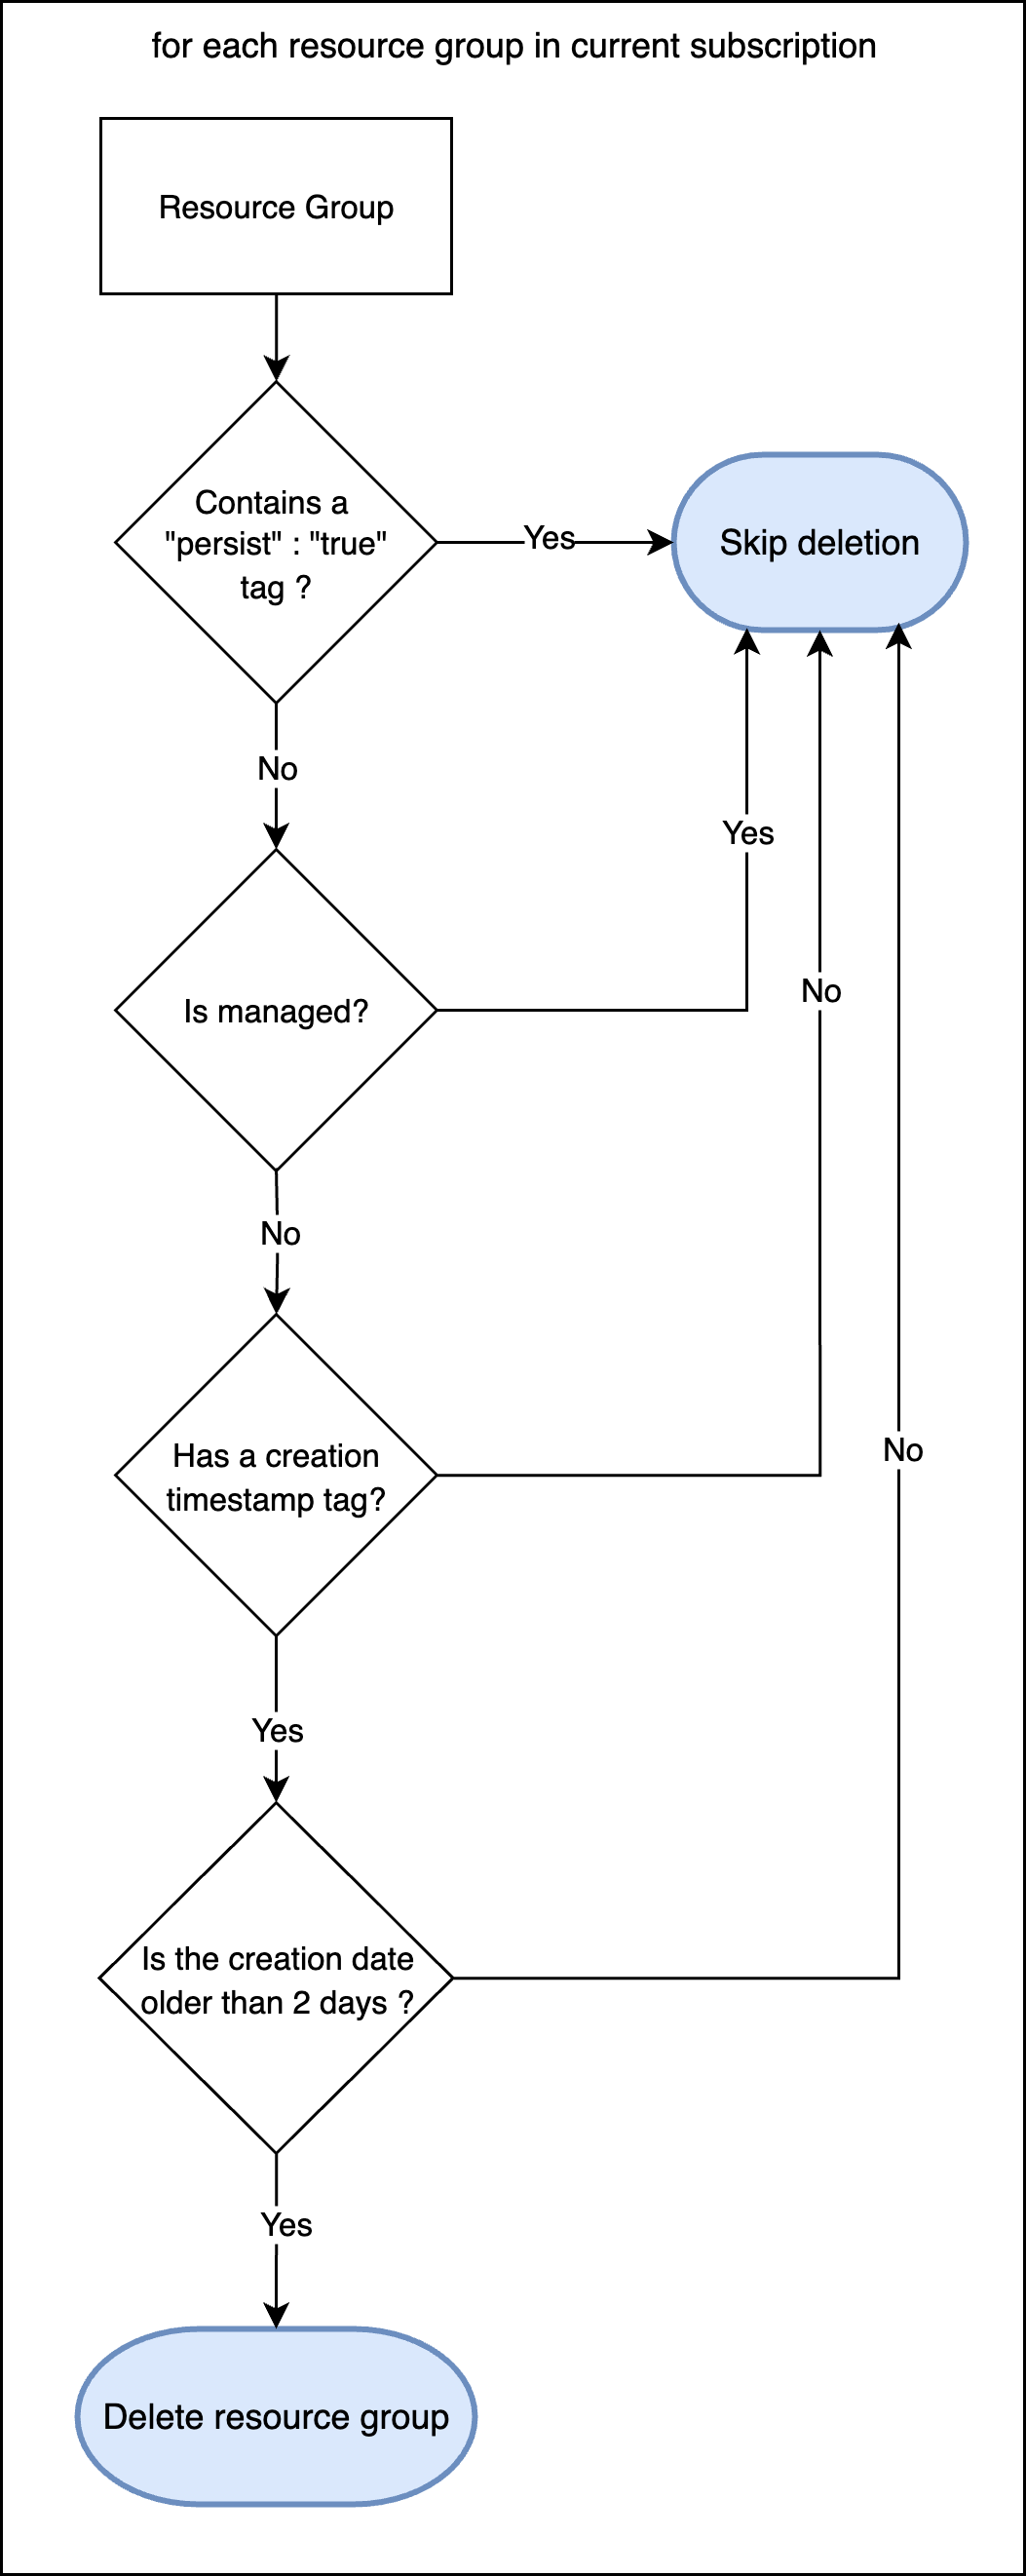 for each resource group in current subscription
Resource Group
Contains a
"persist" : "true"
tag ?
Yes
Skip deletion
No
Yes
Is managed?
No
No
Has a creation
timestamp tag?
No
Yes
Is the creation date
older than 2 days ?
Yes
Delete resource group